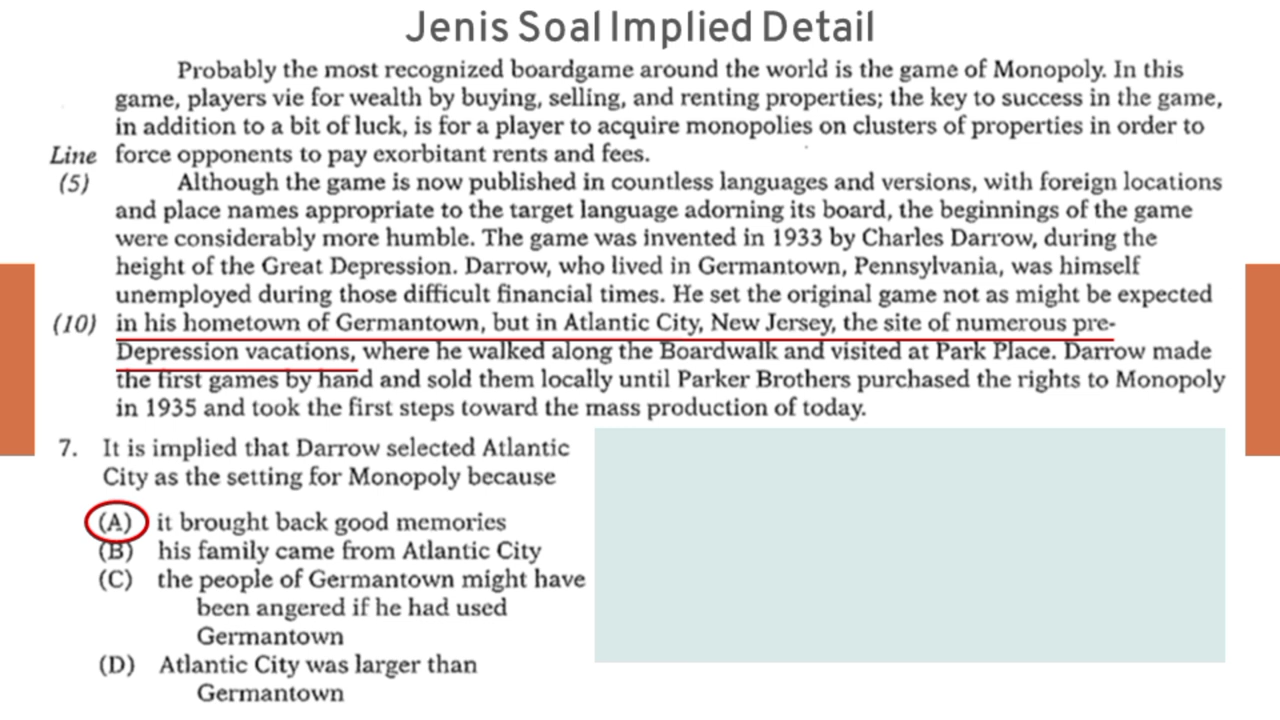 Jenis Soal Implied Detail
Probably the most recognized boardgame around the world is the game of Monopoly. In this
game, players vie for wealth by buying, selling, and renting properties; the key to success in the game,
in addition to a bit of luck, is for a player to acquire monopolies on clusters of properties in order to
Line force opponents to pay exorbitant rents and fees.
(5) Although the game is now published in countless languages and versions, with foreign locations
and place names appropriate to the target language adorning its board, the beginnings of the game
were considerably more humble. The game was invented in 1933 by Charles Darrow, during the
height of the Great Depression. Darrow, who lived in Germantown, Pennsylvania, was himself
unemployed during those difficult financial times. He set the original game not as might be expected
(10) in his hometown of Germantown, but in Atlantic City, New Jersey, the site of numerous pre-
Depression vacations, where he walked along the Boardwalk and visited at Park Place. Darrow made
the first games by hand and sold them locally until Parker Brothers purchased the rights to Monopoly
in 1935 and took the first steps toward the mass production of today.
7. It is implied that Darrow selected Atlantic
City as the setting for Monopoly because
(A) it brought back good memories
(B) his family came from Atlantic City
(C) the people of Germantown might have
been angered if he had used
Germantown
(D) Atlantic City was larger than
Germantown